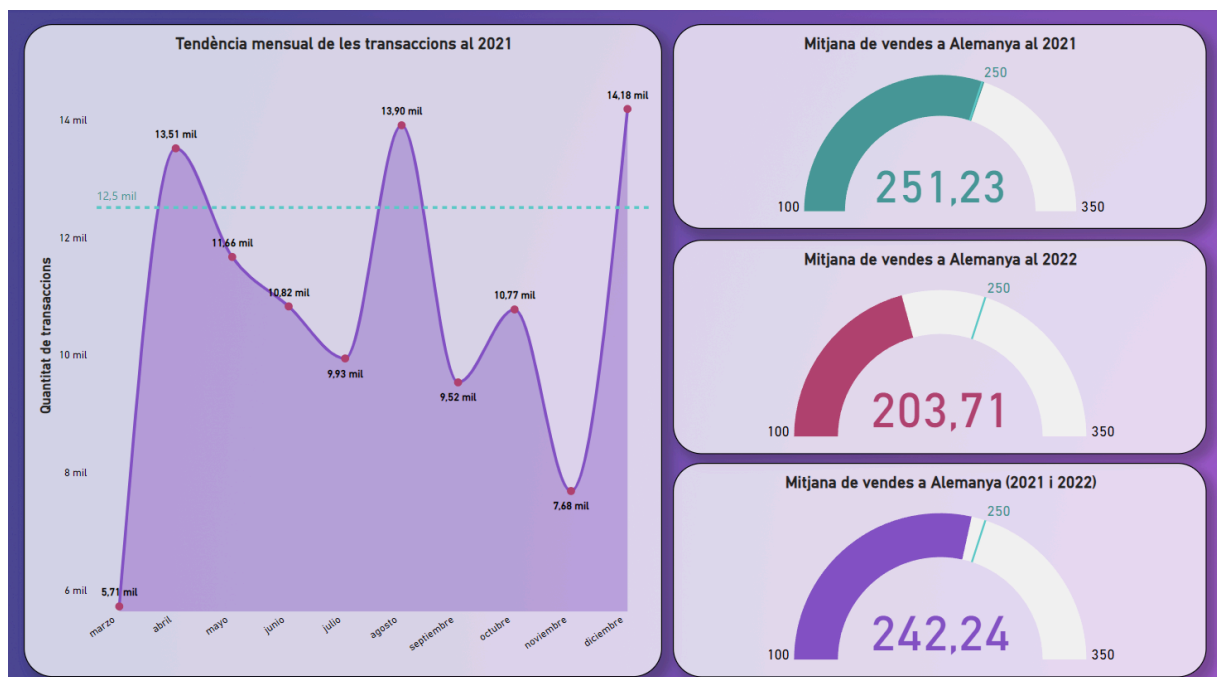 Tendència mensual de les transaccions al 2021
14 mil
12,5 mil
12 mil
10 mil
8 mil
6 mil
Quantitat de transaccions
5,71 mil
13,51 mil
11,66 mil
10,82 mil
9,93 mil
13,90 mil
9,52 mil
10,77 mil
7,68 mil
14,18 mil
marzo
abril
mayo
junio
julio
agosto
septiembre
octubre
noviembre
diciembre
Mitjana de vendes a Alemanya al 2021
250
251,23
100
350
Mitjana de vendes a Alemanya al 2022
250
203,71
100
350
Mitjana de vendes a Alemanya (2021 i 2022)
250
242,24
100
350